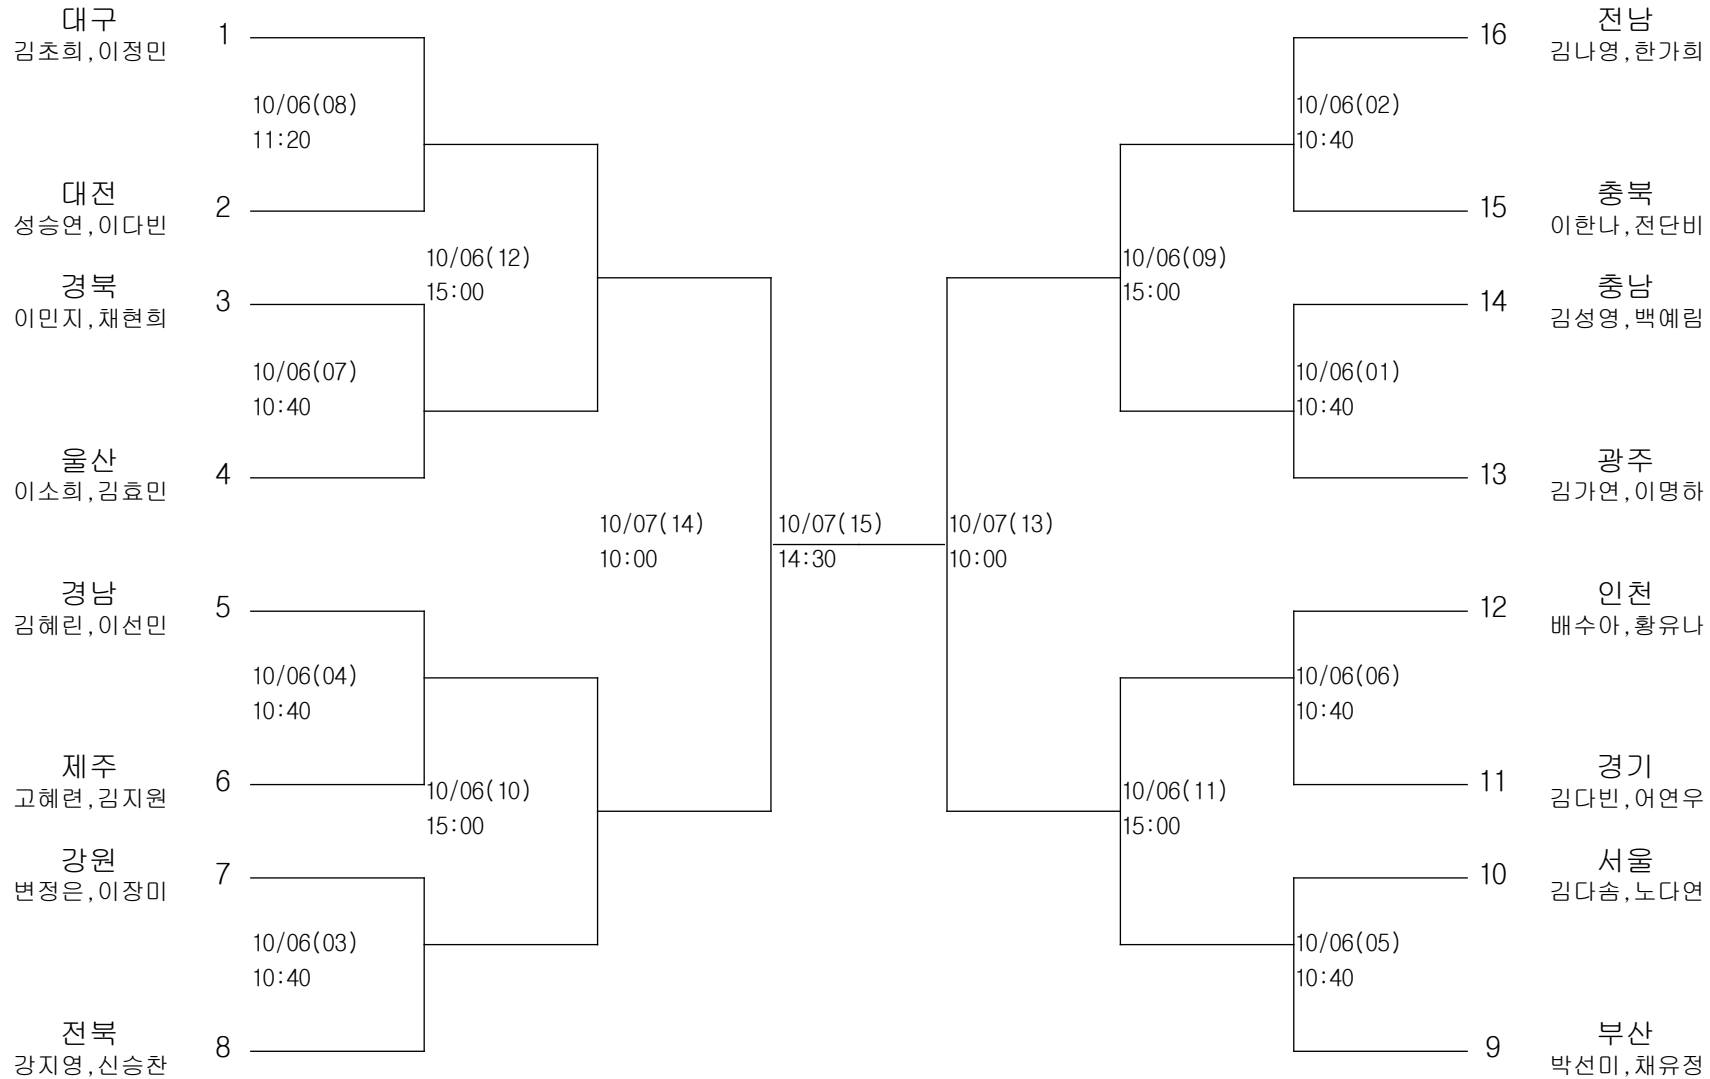 대구
김초희,이정민
1
10/06(08)
11:20
대전
성승연,이다빈
2
10/06(12)
15:00
경북
이민지,채현희
3
10/06(07)
10:40
울산
이소희,김효민
4
10/07(14)
10:00
경남
김혜린,이선민
5
10/06(04)
10:40
제주
고혜련,김지원
6
10/06(10)
15:00
강원
변정은,이장미
7
10/06(03)
10:40
전북
강지영,신승찬
8
10/07(15)
14:30
16
전남
김나영,한가희
10/06(02)
10:40
15
충북
이한나,전단비
10/06(09)
15:00
14
충남
김성영,백예림
10/06(01)
10:40
13
광주
김가연,이명하
10/07(13)
10:00
12
인천
배수아,황유나
10/06(06)
10:40
11
경기
김다빈,어연우
10/06(11)
15:00
10
서울
김다솜,노다연
10/06(05)
10:40
9
부산
박선미,채유정